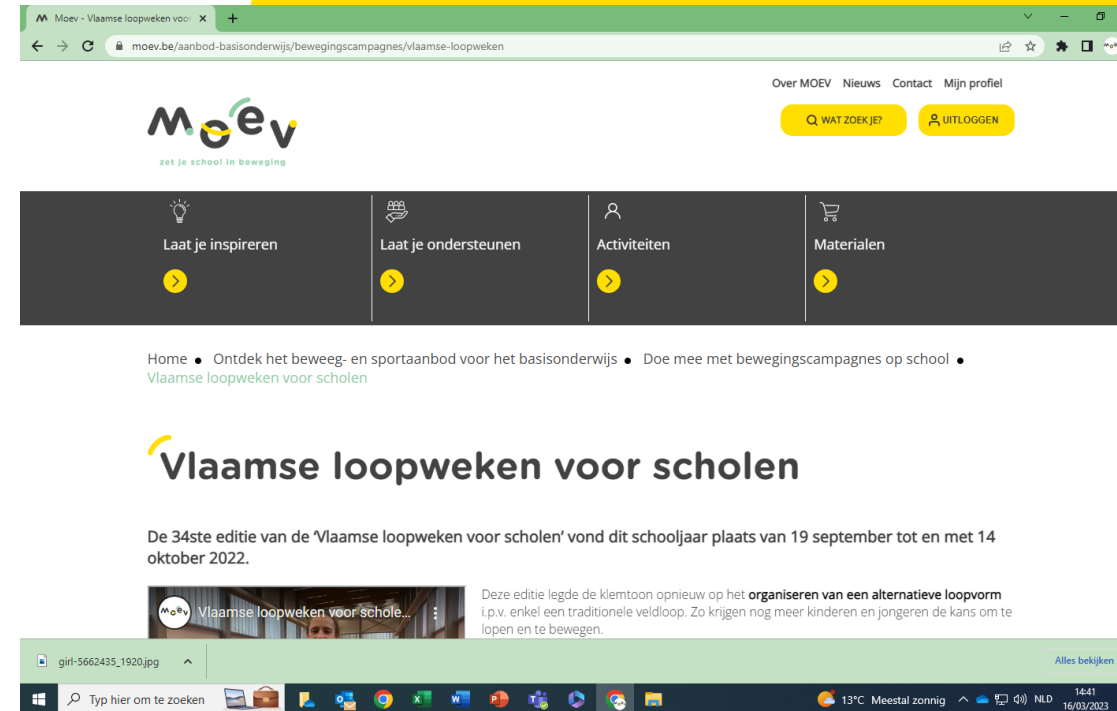 Moev - Vlaamse loopweken voor
moev.be/aanbod-basisonderwijs/bewegingscampagnes/vlaamse-loopweken
Over MOEV Nieuws Contact Mijn profiel
WAT ZOEK JE? UITLOGGEN
Moev
zet je school in beweging
Laat je inspireren Laat je ondersteunen Activiteiten Materialen
Home ● Ontdek het beweeg- en sportaanbod voor het basisonderwijs ● Doe mee met bewegingscampagnes op school ●
Vlaamse loopweken voor scholen
Vlaamse loopweken voor scholen
De 34ste editie van de ‘Vlaamse loopweken voor scholen’ vond dit schooljaar plaats van 19 september tot en met 14
oktober 2022.
Moev Vlaamse loopweken voor schole...
Deze editie legde de klemtoon opnieuw op het organiseren van een alternatieve loopvorm
i.p.v. enkel een traditionele veldloop. Zo krijgen nog meer kinderen en jongeren de kans om te
lopen en te bewegen.
girl-5662435_1920.jpg Alles bekijken
Typ hier om te zoeken 13°C Meestal zonnig NLD 14:41
16/03/2023